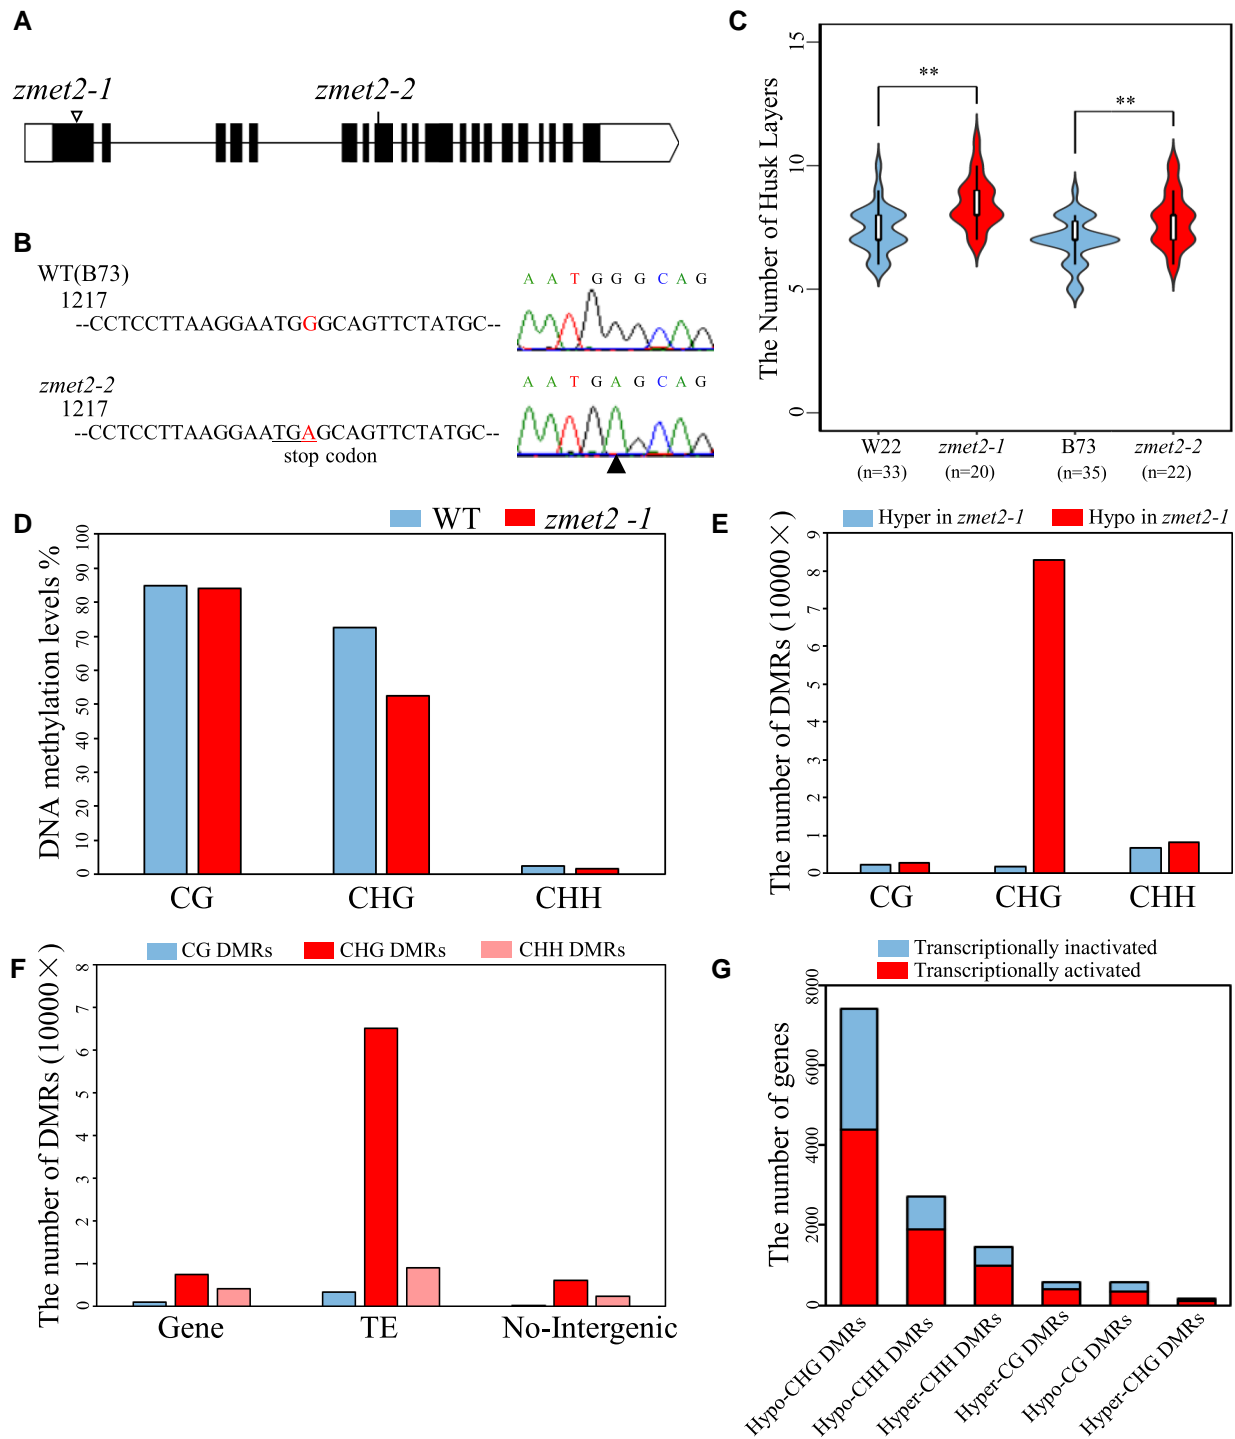 A
zmet2-1
zmet2-2
B
WT(B73)
1217
--CCTCCTTAAGGAATGGGCAGTTCTATGC--
A A T G G G C A G
zmet2-2
1217
--CCTCCTTAAGGAATGAGCAGTTCTATGC--
stop codon
A A T G A G C A G
C
The Number of Husk Layers
15
10
5
0
**
**
W22
(n=33)
zmet2-1
(n=20)
B73
(n=35)
zmet2-2
(n=22)
D
WT
zmet2 -1
DNA methylation levels %
100
90
80
70
60
50
40
30
20
10
0
CG
CHG
CHH
E
Hyper in zmet2-1
Hypo in zmet2-1
The number of DMRs (10000×)
9
8
7
6
5
4
3
2
1
0
CG
CHG
CHH
F
CG DMRs
CHG DMRs
CHH DMRs
The number of DMRs (10000×)
8
7
6
5
4
3
2
1
0
Gene
TE
No-Intergenic
G
Transcriptionally inactivated
Transcriptionally activated
The number of genes
8000
6000
4000
2000
0
Hypo-CHG DMRs
Hypo-CHH DMRs
Hyper-CHH DMRs
Hyper-CG DMRs
Hypo-CG DMRs
Hyper-CHG DMRs